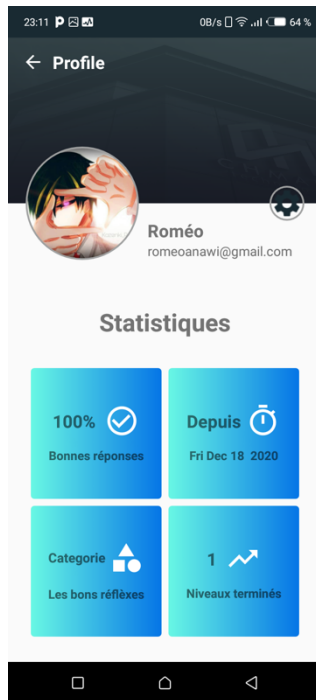 23:11 0B/s 64 %
Profile
Roméo
romeoanawi@gmail.com
Statistiques
100%
Bonnes réponses
Depuis
Fri Dec 18 2020
Categorie
Les bons réflèxes
1
Niveaux terminés